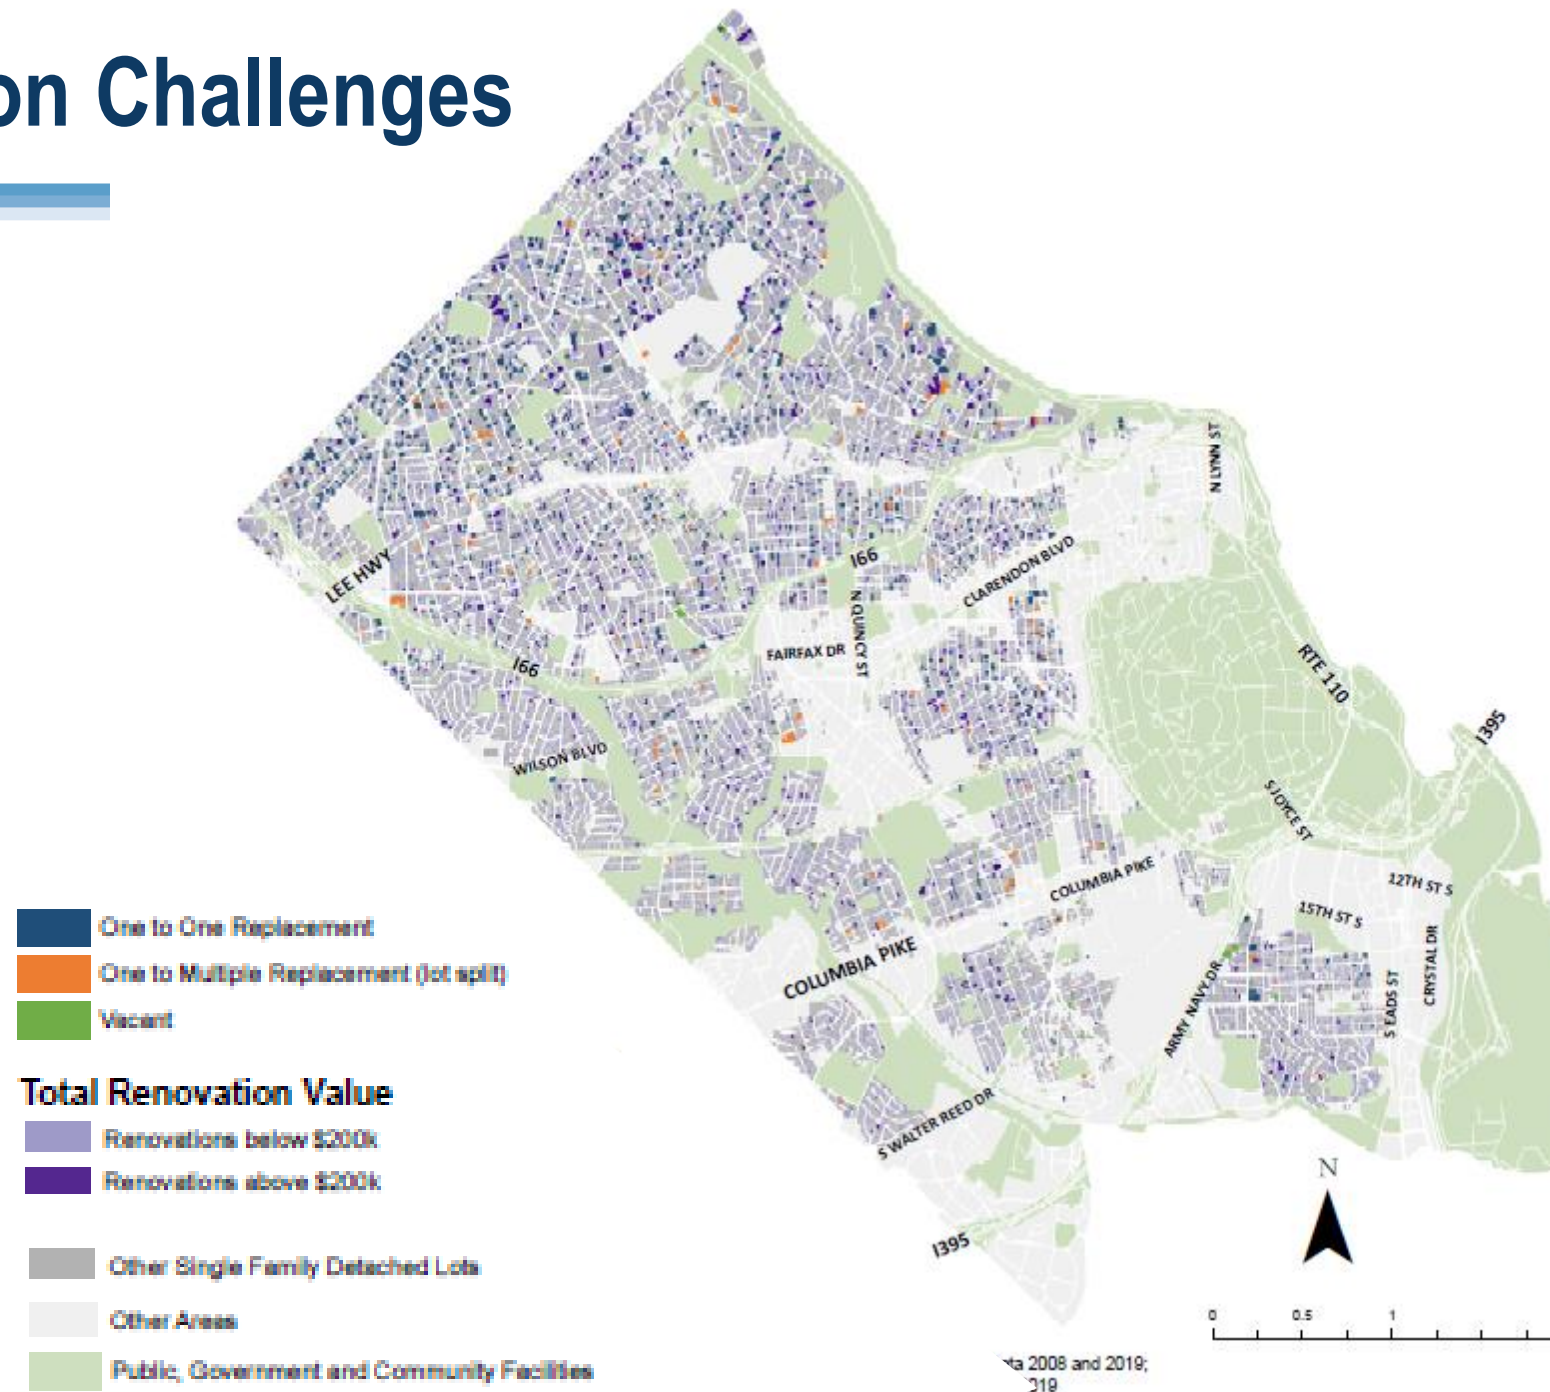 on Challenges
N LYNN ST
LEE HWY
I66
CLARENDON BLVD
N QUINCY ST
FAIRFAX DR
I66
RTE 110
I395
WILSON BLVD
S JOYCE ST
COLUMBIA PIKE
12TH ST S
15TH ST S
COLUMBIA PIKE
CRYSTAL DR
S EADS ST
ARMY NAVY DR
S WALTER REED DR
I395
One to One Replacement
One to Multiple Replacement (lot split)
Vacant
Total Renovation Value
Renovations below $200k
Renovations above $200k
Other Single Family Detached Lots
Other Areas
Public, Government and Community Facilities
N
0 0.5 1
ta 2008 and 2019;
019